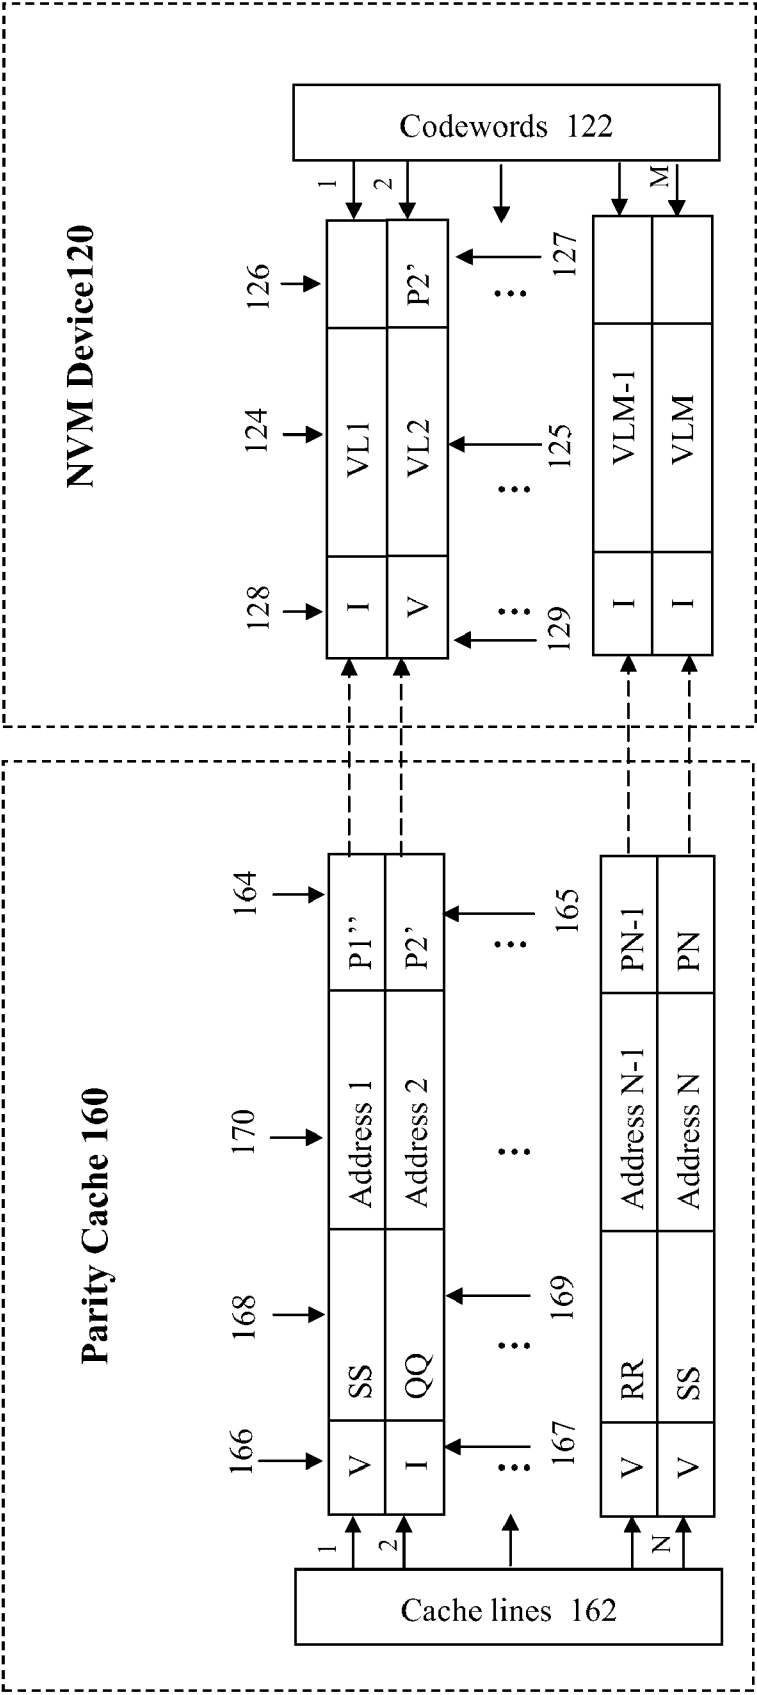 Parity Cache 160
NVM Device120
166 168 170 164
128 124 126
1 V SS Address 1 P1’’
I VL1 1
2 I QQ Address 2 P2’
V VL2 P2’ 2
167 169 165
129 125 127
... ... ... ...
... ... ...
V RR Address N-1 PN-1
I VLM-1
N V SS Address N PN
I VLM M
Cache lines 162
Codewords 122